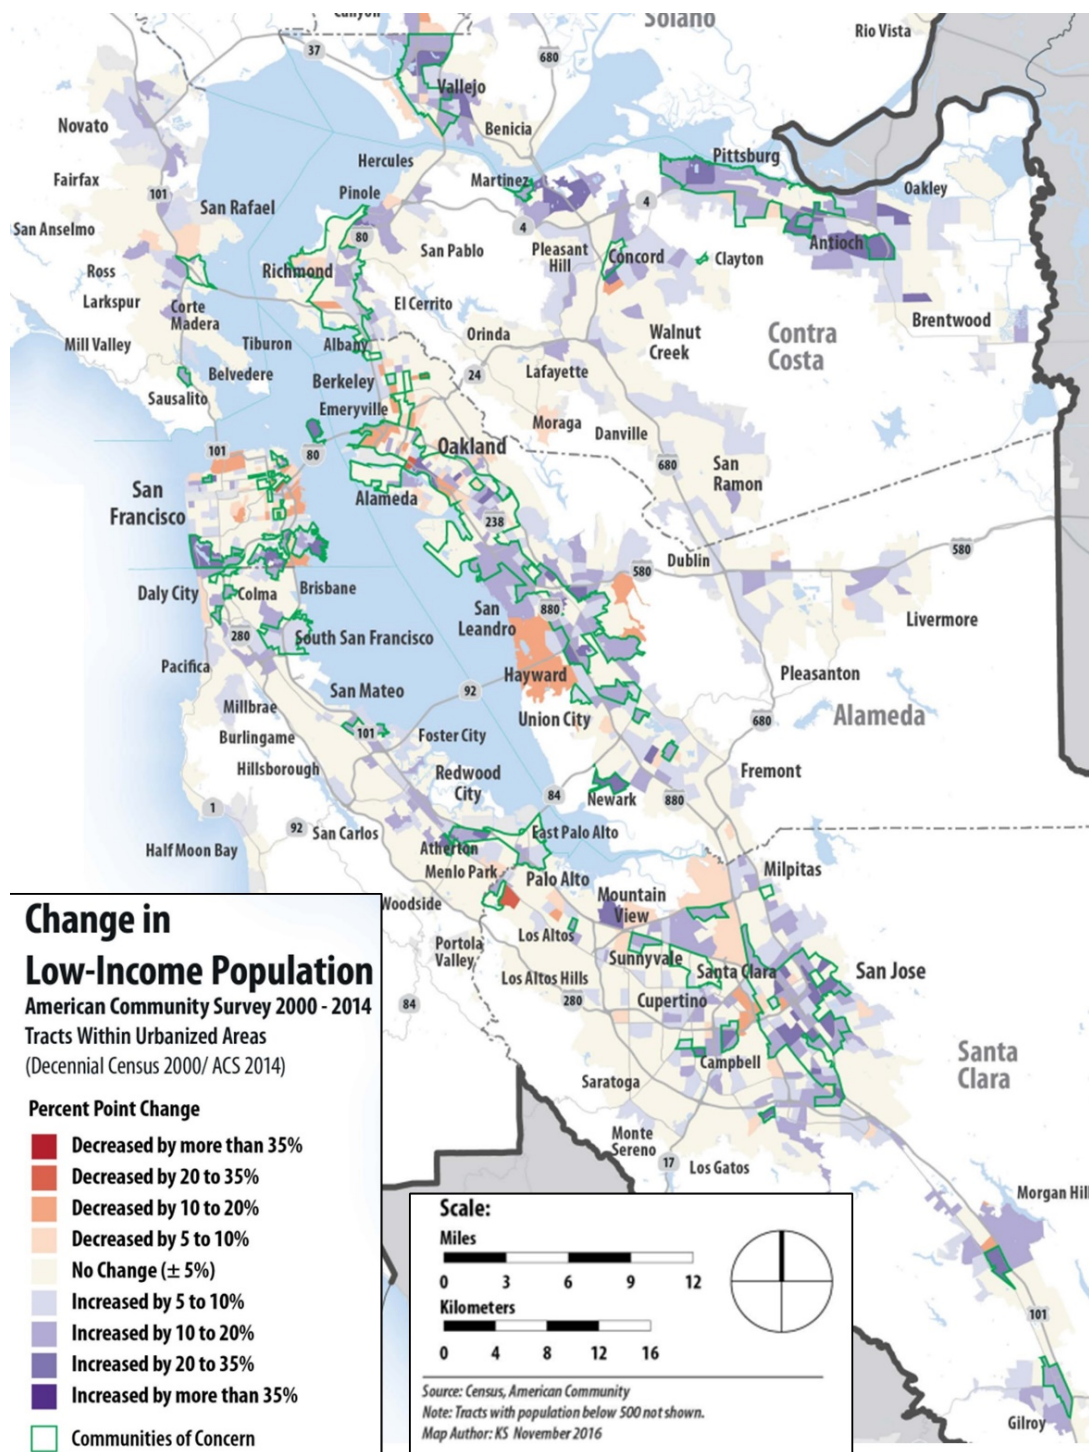 Canyon
Solano
Rio Vista
37
680
Vallejo
Novato
Benicia
Hercules
Pittsburg
Fairfax
Martinez
Pinole
Oakley
101
4
San Rafael
4
San Anselmo
80
Pleasant
Hill
Antioch
San Pablo
Concord
Clayton
Ross
Richmond
Larkspur
El Cerrito
Corte
Madera
Brentwood
Contra
Costa
Mill Valley
Tiburon
Albany
Orinda
Walnut
Creek
Belvedere
24
Lafayette
Berkeley
Sausalito
Emeryville
Moraga
Danville
101
80
Oakland
680
San
Ramon
San
Francisco
Alameda
238
580
Dublin
580
Daly City
Colma
Brisbane
San
Leandro
880
Livermore
280
South San Francisco
Pacifica
Hayward
Pleasanton
San Mateo
92
Millbrae
Union City
680
Alameda
Burlingame
101
Foster City
Hillsborough
Redwood
City
Fremont
84
Newark
880
1
92
San Carlos
East Palo Alto
Half Moon Bay
Atherton
Menlo Park
Palo Alto
Milpitas
Woodside
Mountain
View
Portola
Valley
Los Altos
Sunnyvale
Santa Clara
San Jose
Los Altos Hills
84
280
Cupertino
Campbell
Santa
Clara
Saratoga
Monte
Sereno
17
Los Gatos
Morgan Hill
101
Gilroy
Change in
Low-Income Population
American Community Survey 2000 - 2014
Tracts Within Urbanized Areas
(Decennial Census 2000/ ACS 2014)
Percent Point Change
Decreased by more than 35%
Decreased by 20 to 35%
Decreased by 10 to 20%
Decreased by 5 to 10%
No Change (± 5%)
Increased by 5 to 10%
Increased by 10 to 20%
Increased by 20 to 35%
Increased by more than 35%
Communities of Concern
Scale:
Miles
0 3 6 9 12
Kilometers
0 4 8 12 16
Source: Census, American Community
Note: Tracts with population below 500 not shown.
Map Author: KS November 2016